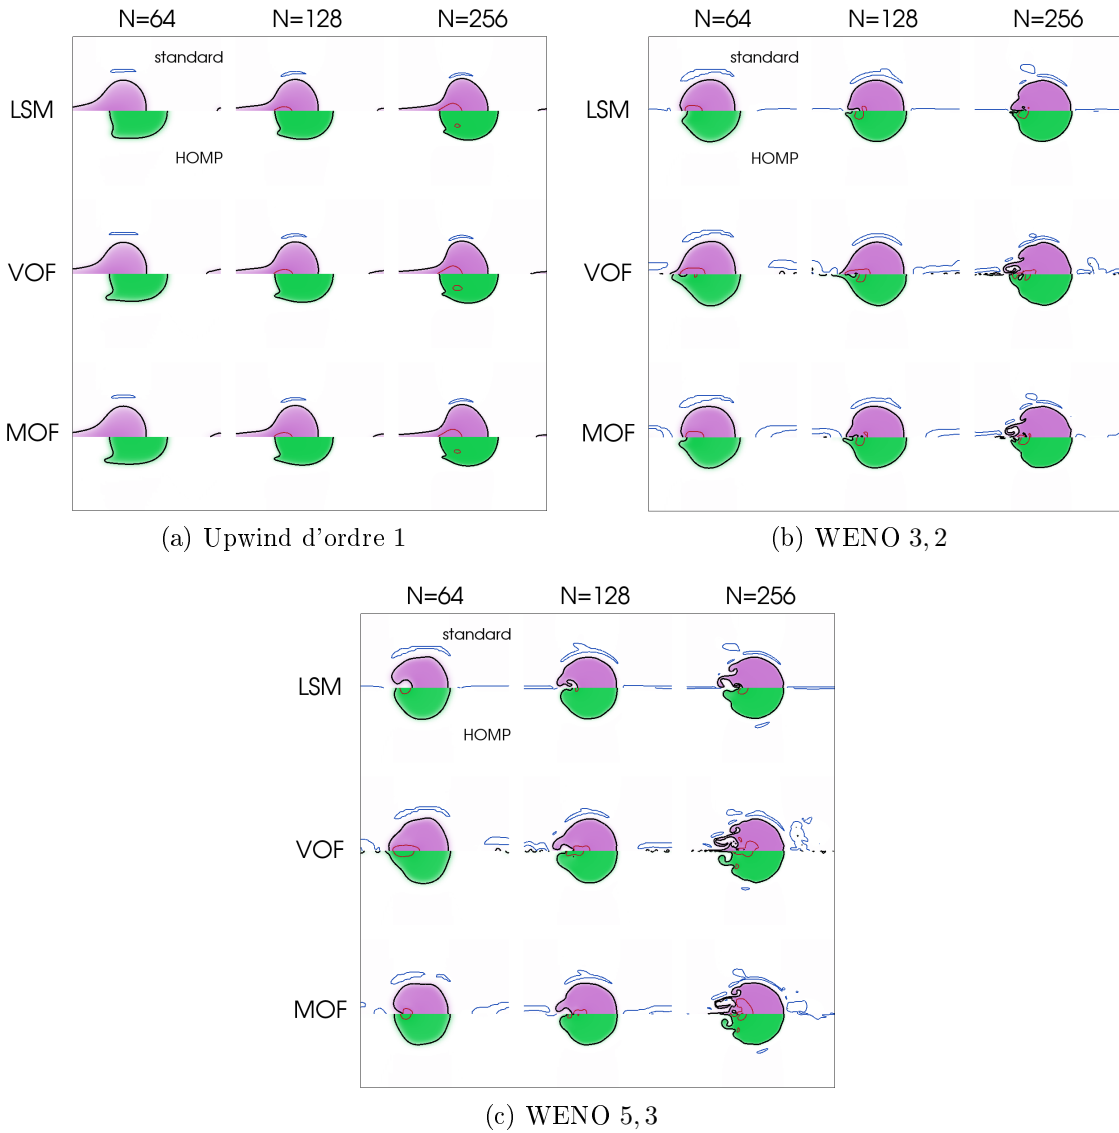 N=64 N=128 N=256
standard
LSM
HOMP
VOF
MOF
(a) Upwind d'ordre 1
N=64 N=128 N=256
standard
LSM
HOMP
VOF
MOF
(b) WENO 3, 2
N=64 N=128 N=256
standard
LSM
HOMP
VOF
MOF
(c) WENO 5, 3